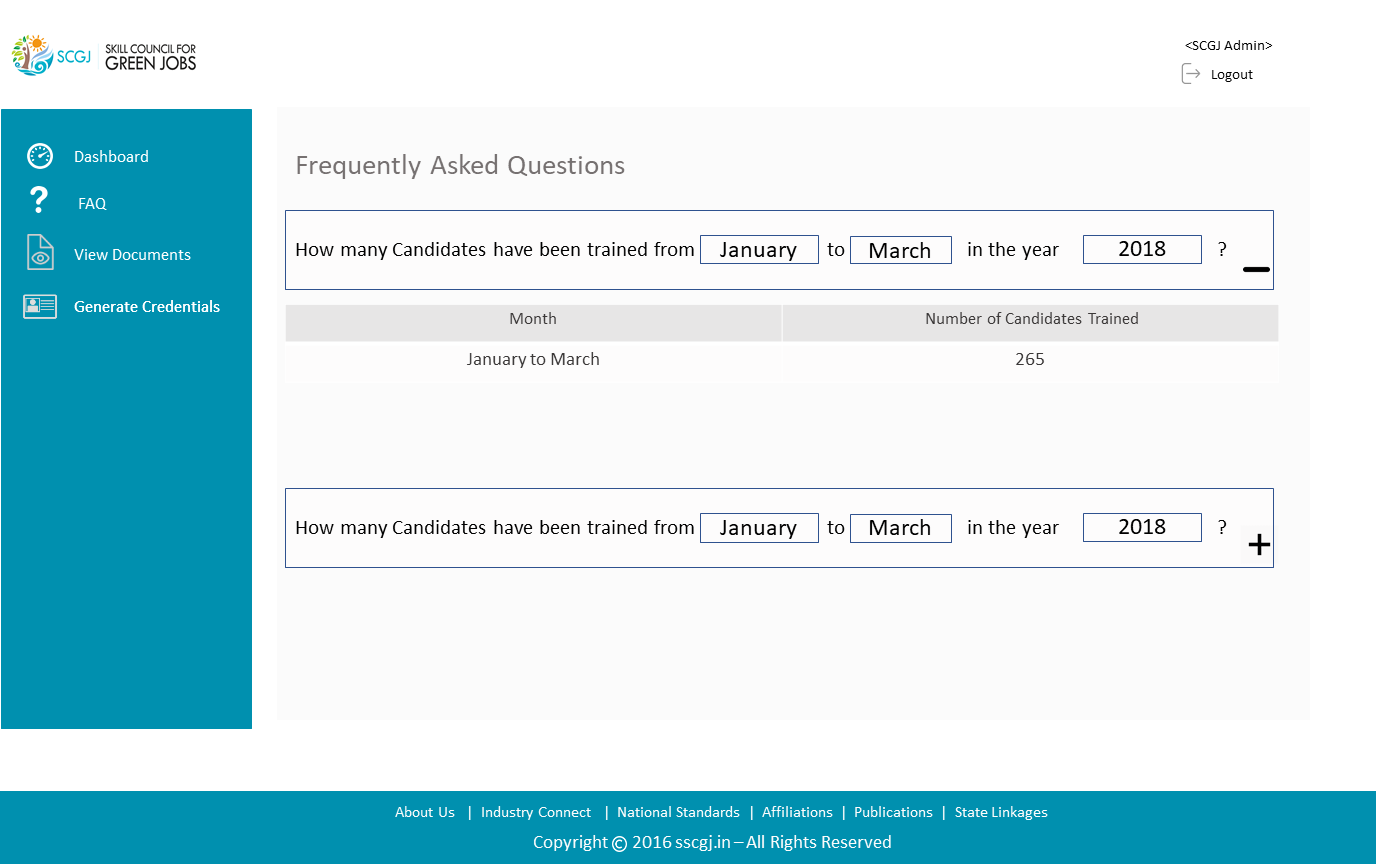 SCGJ
SKILL COUNCIL FOR
GREEN JOBS
<SCGJ Admin>
Logout
Dashboard
FAQ
View Documents
Generate Credentials
Frequently Asked Questions
How many Candidates have been trained from January to March in the year 2018 ?
Month Number of Candidates Trained
January to March 265
How many Candidates have been trained from January to March in the year 2018 ?
About Us | Industry Connect | National Standards | Affiliations | Publications | State Linkages
Copyright © 2016 sscgj.in – All Rights Reserved